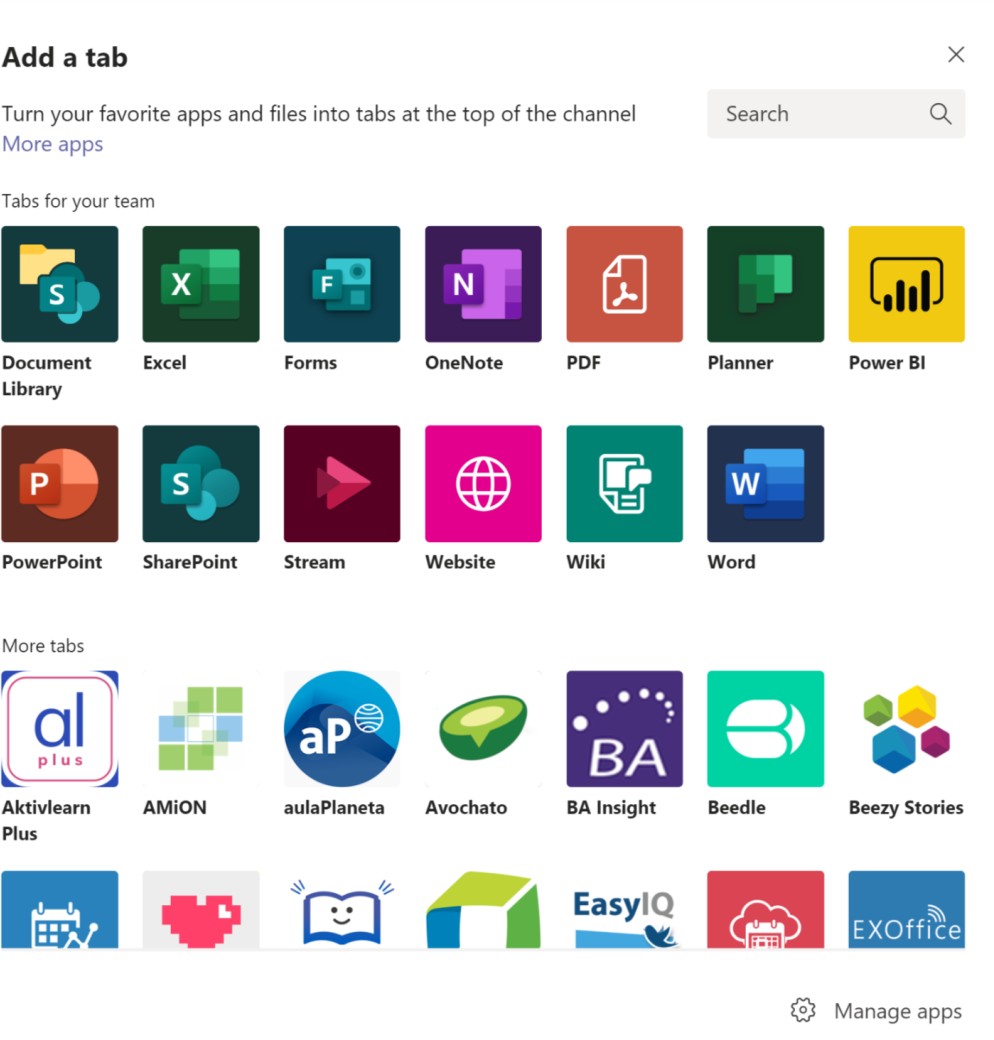 Add a tab
Turn your favorite apps and files into tabs at the top of the channel
Search
More apps
Tabs for your team
S
X
F
N
Document
Library
Excel
Forms
OneNote
PDF
Planner
Power BI
P
S
W
PowerPoint
SharePoint
Stream
Website
Wiki
Word
More tabs
al
plus
aP
BA
Aktivlearn
Plus
AMiON
aulaPlaneta
Avochato
BA Insight
Beedle
Beezy Stories
EasyIQ
EXOffice
Manage apps